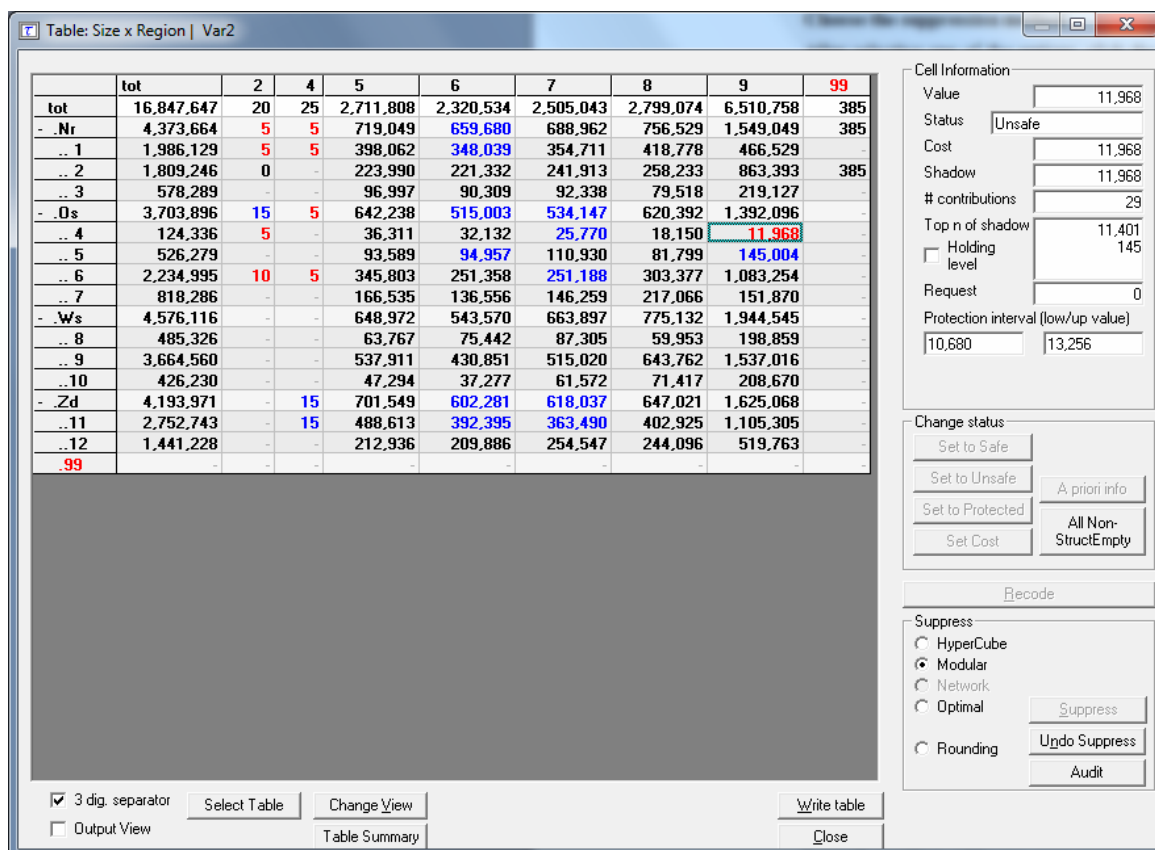 Table: Size x Region | Var2
tot 2 4 5 6 7 8 9 99
tot 16,847,647 20 25 2,711,808 2,320,534 2,505,043 2,799,074 6,510,758 385
- .Nr 4,373,664 5 5 719,049 659,680 688,962 756,529 1,549,049 385
.. 1 1,986,129 5 5 398,062 348,039 354,711 418,778 466,529 -
.. 2 1,809,246 0 - 223,990 221,332 241,913 258,233 863,393 385
.. 3 578,289 - - 96,997 90,309 92,338 79,518 219,127 -
- .Os 3,703,896 15 5 642,238 515,003 534,147 620,392 1,392,096 -
.. 4 124,336 5 - 36,311 32,132 25,770 18,150 11,968 -
.. 5 526,279 - - 93,589 94,957 110,930 81,799 145,004 -
.. 6 2,234,995 10 5 345,803 251,358 251,188 303,377 1,083,254 -
.. 7 818,286 - - 166,535 136,556 146,259 217,066 151,870 -
- .Ws 4,576,116 - - 648,972 543,570 663,897 775,132 1,944,545 -
.. 8 485,326 - - 63,767 75,442 87,305 59,953 198,859 -
.. 9 3,664,560 - - 537,911 430,851 515,020 643,762 1,537,016 -
..10 426,230 - - 47,294 37,277 61,572 71,417 208,670 -
- .Zd 4,193,971 - 15 701,549 602,281 618,037 647,021 1,625,068 -
..11 2,752,743 - 15 488,613 392,395 363,490 402,925 1,105,305 -
..12 1,441,228 - - 212,936 209,886 254,547 244,096 519,763 -
.99 - - - - - - - - -
Cell Information
Value 11,968
Status Unsafe
Cost 11,968
Shadow 11,968
# contributions 29
Top n of shadow 11,401
Holding level 145
Request 0
Protection interval (low/up value)
10,680 13,256
Change status
Set to Safe
Set to Unsafe
A priori info
Set to Protected
All Non-StructEmpty
Set Cost
Recode
Suppress
HyperCube
Modular
Network
Optimal
Suppress
Undo Suppress
Rounding
Audit
3 dig. separator
Select Table
Change View
Write table
Output View
Table Summary
Close